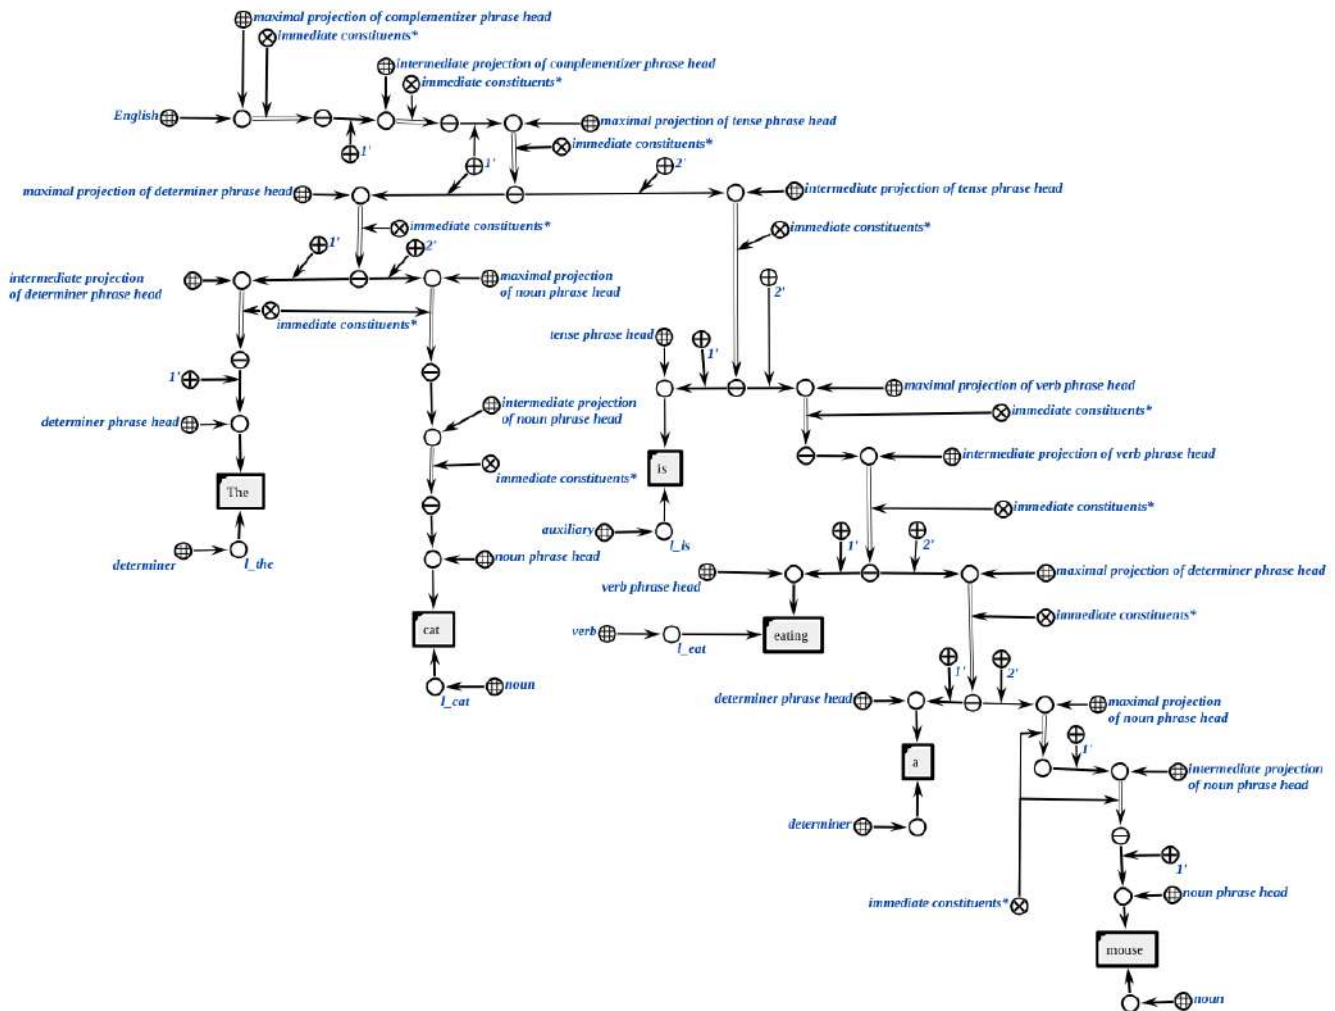 maximal projection of complementizer phrase head
immediate constituents*
intermediate projection of complementizer phrase head
immediate constituents*
English
maximal projection of tense phrase head
1'
immediate constituents*
1'
2'
maximal projection of determiner phrase head
intermediate projection of tense phrase head
immediate constituents*
immediate constituents*
1'
2'
intermediate projection
of determiner phrase head
maximal projection
of noun phrase head
2'
immediate constituents*
tense phrase head
1'
1'
maximal projection of verb phrase head
intermediate projection
of noun phrase head
immediate constituents*
determiner phrase head
intermediate projection of verb phrase head
is
immediate constituents*
The
immediate constituents*
auxiliary
l_is
1'
2'
determiner
l_the
noun phrase head
verb phrase head
maximal projection of determiner phrase head
immediate constituents*
cat
verb
l_eat
eating
1'
2'
noun
l_cat
determiner phrase head
maximal projection
of noun phrase head
1'
a
intermediate projection
of noun phrase head
determiner
1'
noun phrase head
immediate constituents*
mouse
noun